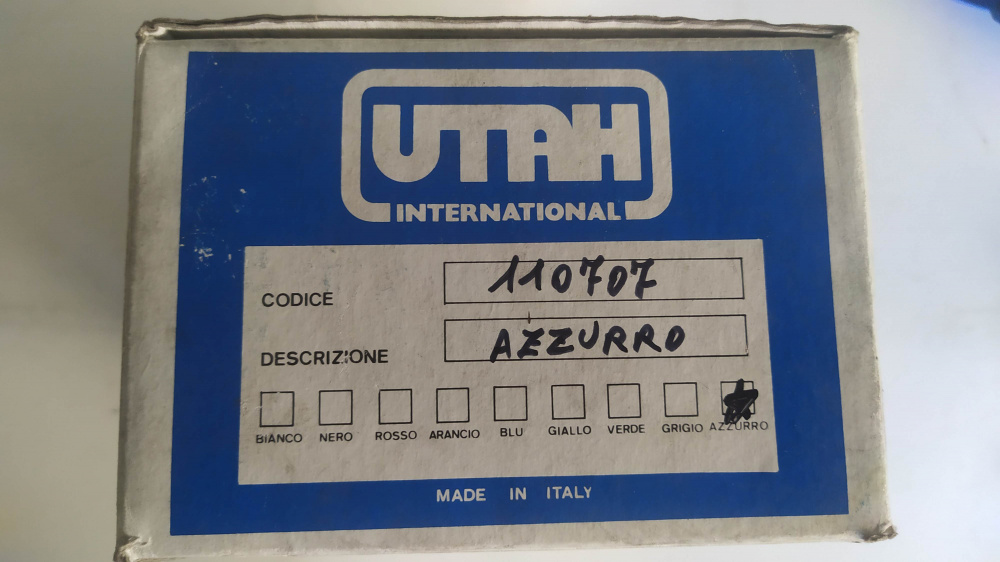 UTAH
INTERNATIONAL
CODICE 110707
DESCRIZIONE AZZURRO
BIANCO NERO ROSSO ARANCIO BLU GIALLO VERDE GRIGIO AZZURRO
MADE IN ITALY